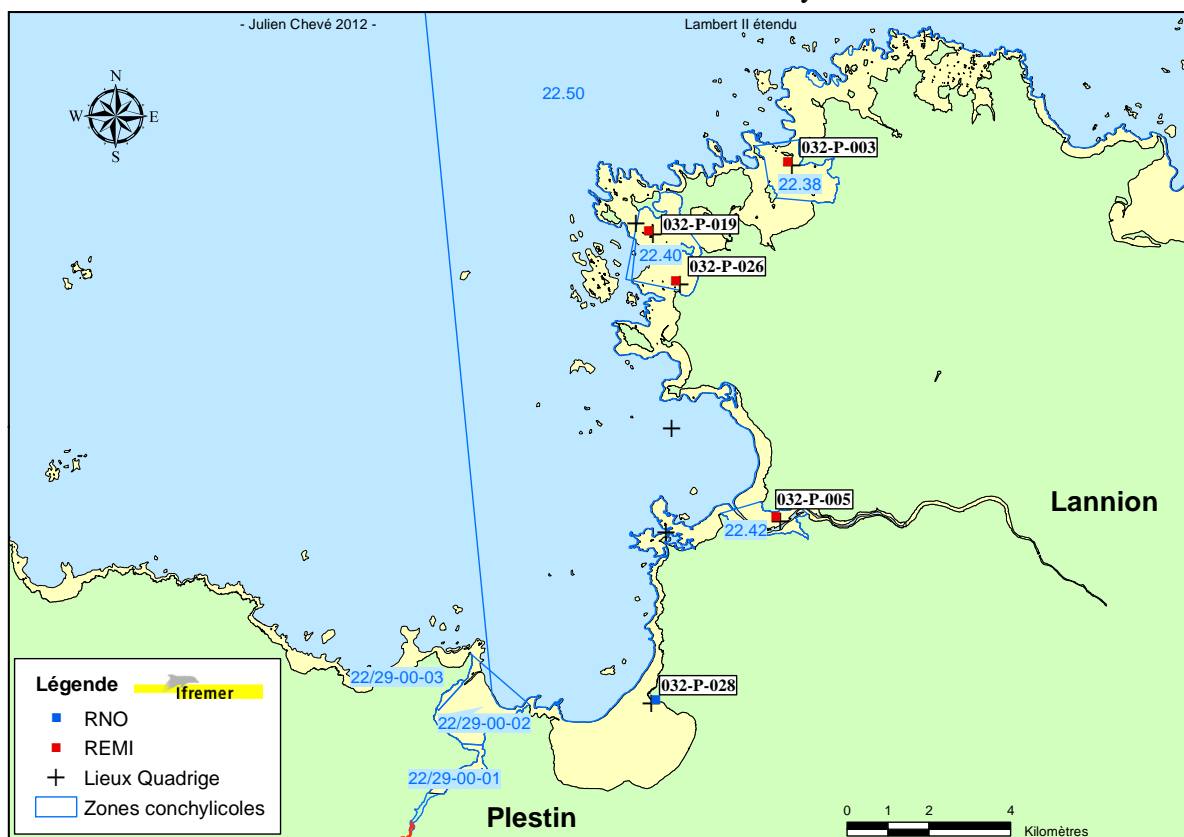 - Julien Chevé 2012 -
Lambert II étendu
N
W E
S
22.50
032-P-003
22.38
032-P-019
22.40
032-P-026
032-P-005
22.42
Lannion
22/29-00-03
032-P-028
22/29-00-02
22/29-00-01
Plestin
Légende
Ifremer
RNO
REMI
Lieux Quadrige
Zones conchylicoles
0 1 2 4
Kilomètres